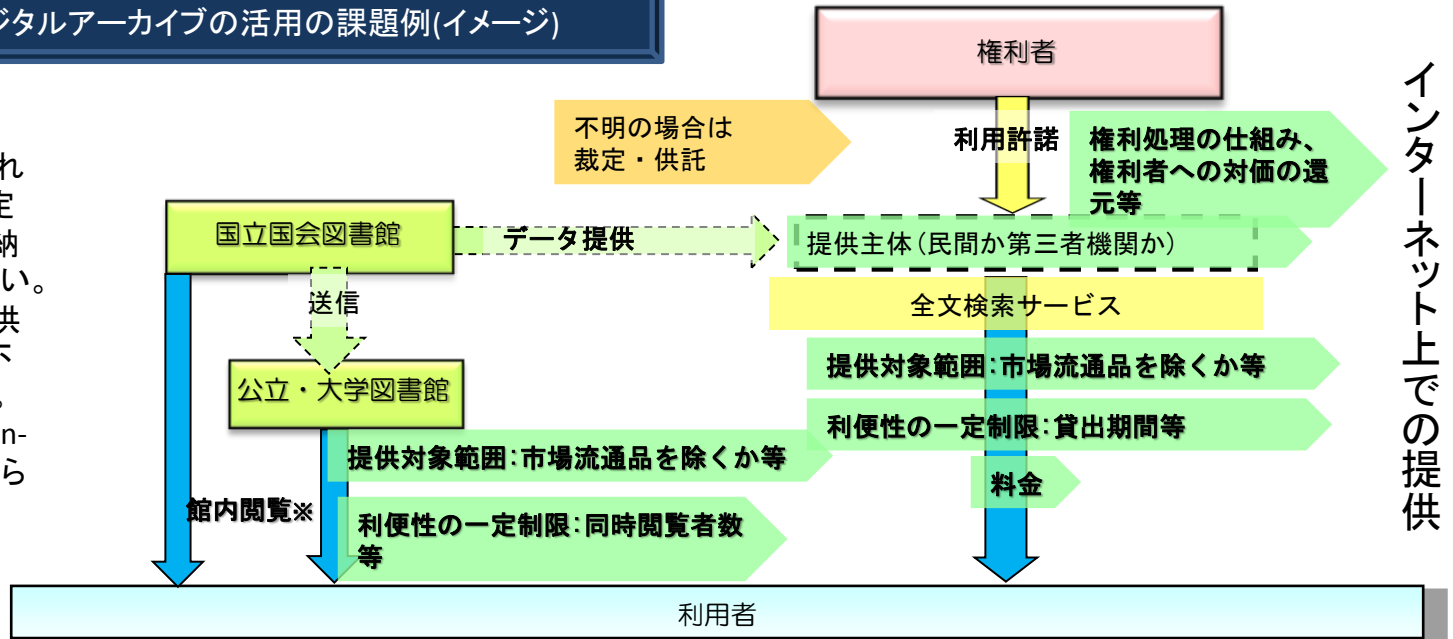 ジタルアーカイブの活用の課題例(イメージ)
権利者
インターネット上での提供
不明の場合は
裁定・供託
利用許諾
権利処理の仕組み、
権利者への対価の還
元等
れ
定
納
い。
供
下
。
n-
ら
国立国会図書館
データ提供
提供主体(民間か第三者機関か)
送信
全文検索サービス
公立・大学図書館
提供対象範囲:市場流通品を除くか等
利便性の一定制限:貸出期間等
料金
提供対象範囲:市場流通品を除くか等
館内閲覧※
利便性の一定制限:同時閲覧者数
等
利用者